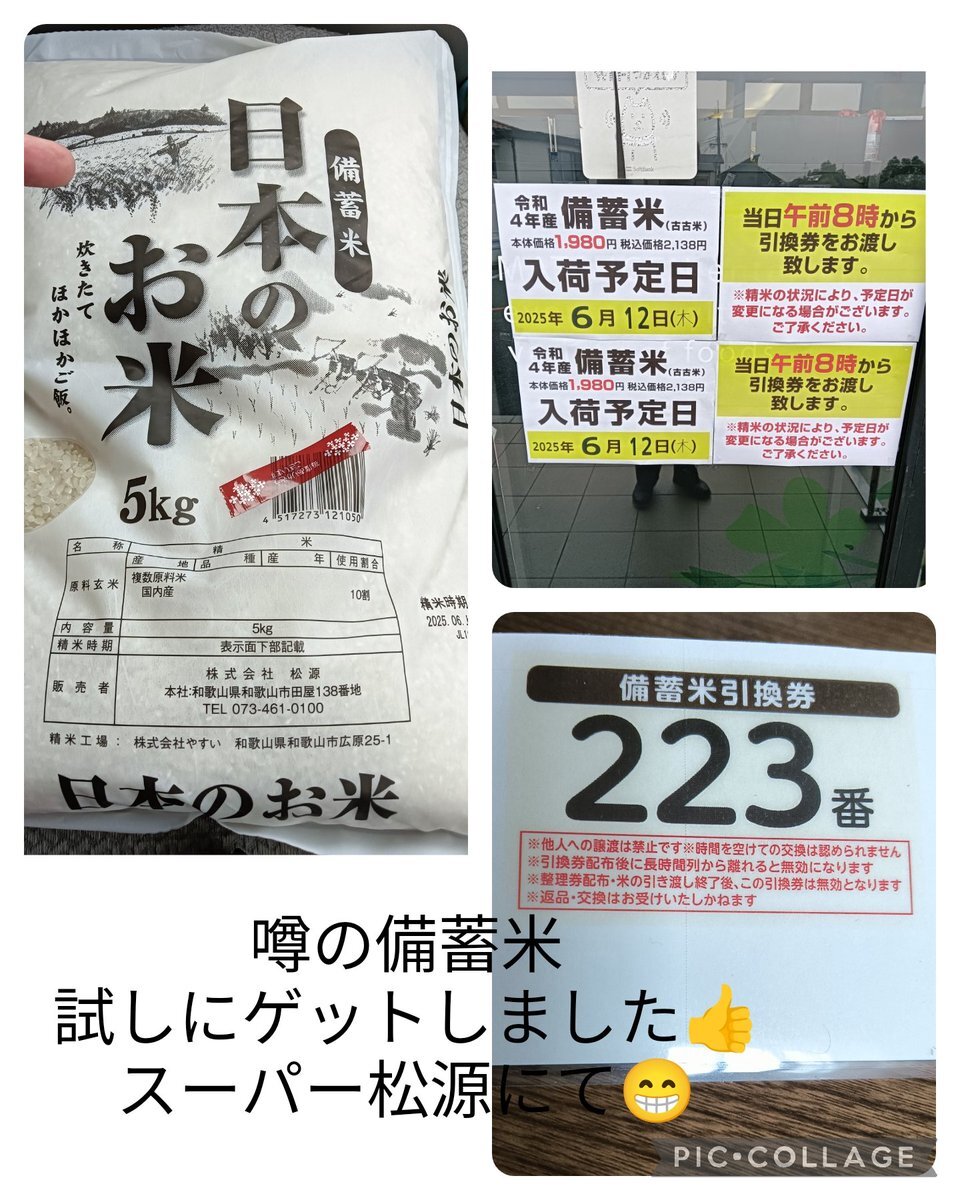 備蓄米
日本の
お米
炊きたて
ほかほかご飯。
日本のお米
5kg
4 517273 121050
名称 精米
産地 品種 産年 使用割合
原料玄米 複数原料米
国内産 10割
内容量 5kg
精米時期 表示面下部記載
販売者 株式会社 松源
本社:和歌山県和歌山市田屋138番地
TEL 073-461-0100
精米時期
2025.06.
精米工場: 株式会社やすい 和歌山県和歌山市広原25-1
日本のお米
SoftBank
令和4年産 備蓄米(古古米)
本体価格1,980円 税込価格2,138円
入荷予定日
2025年 6月12日(木)
当日午前8時から
引換券をお渡し
致します。
※精米の状況により、予定日が
変更になる場合がございます。
ご了承ください。
令和4年産 備蓄米(古古米)
本体価格1,980円 税込価格2,138円
入荷予定日
2025年 6月12日(木)
当日午前8時から
引換券をお渡し
致します。
※精米の状況により、予定日が
変更になる場合がございます。
ご了承ください。
備蓄米引換券
223番
※他人への譲渡は禁止です※時間を空けての交換は認められません
※引換券配布後に長時間列から離れると無効になります
※整理券配布・米の引き渡し終了後、この引換券は無効となります
※返品・交換はお受けいたしかねます
噂の備蓄米
試しにゲットしました👍
スーパー松源にて😁
PIC•COLLAGE